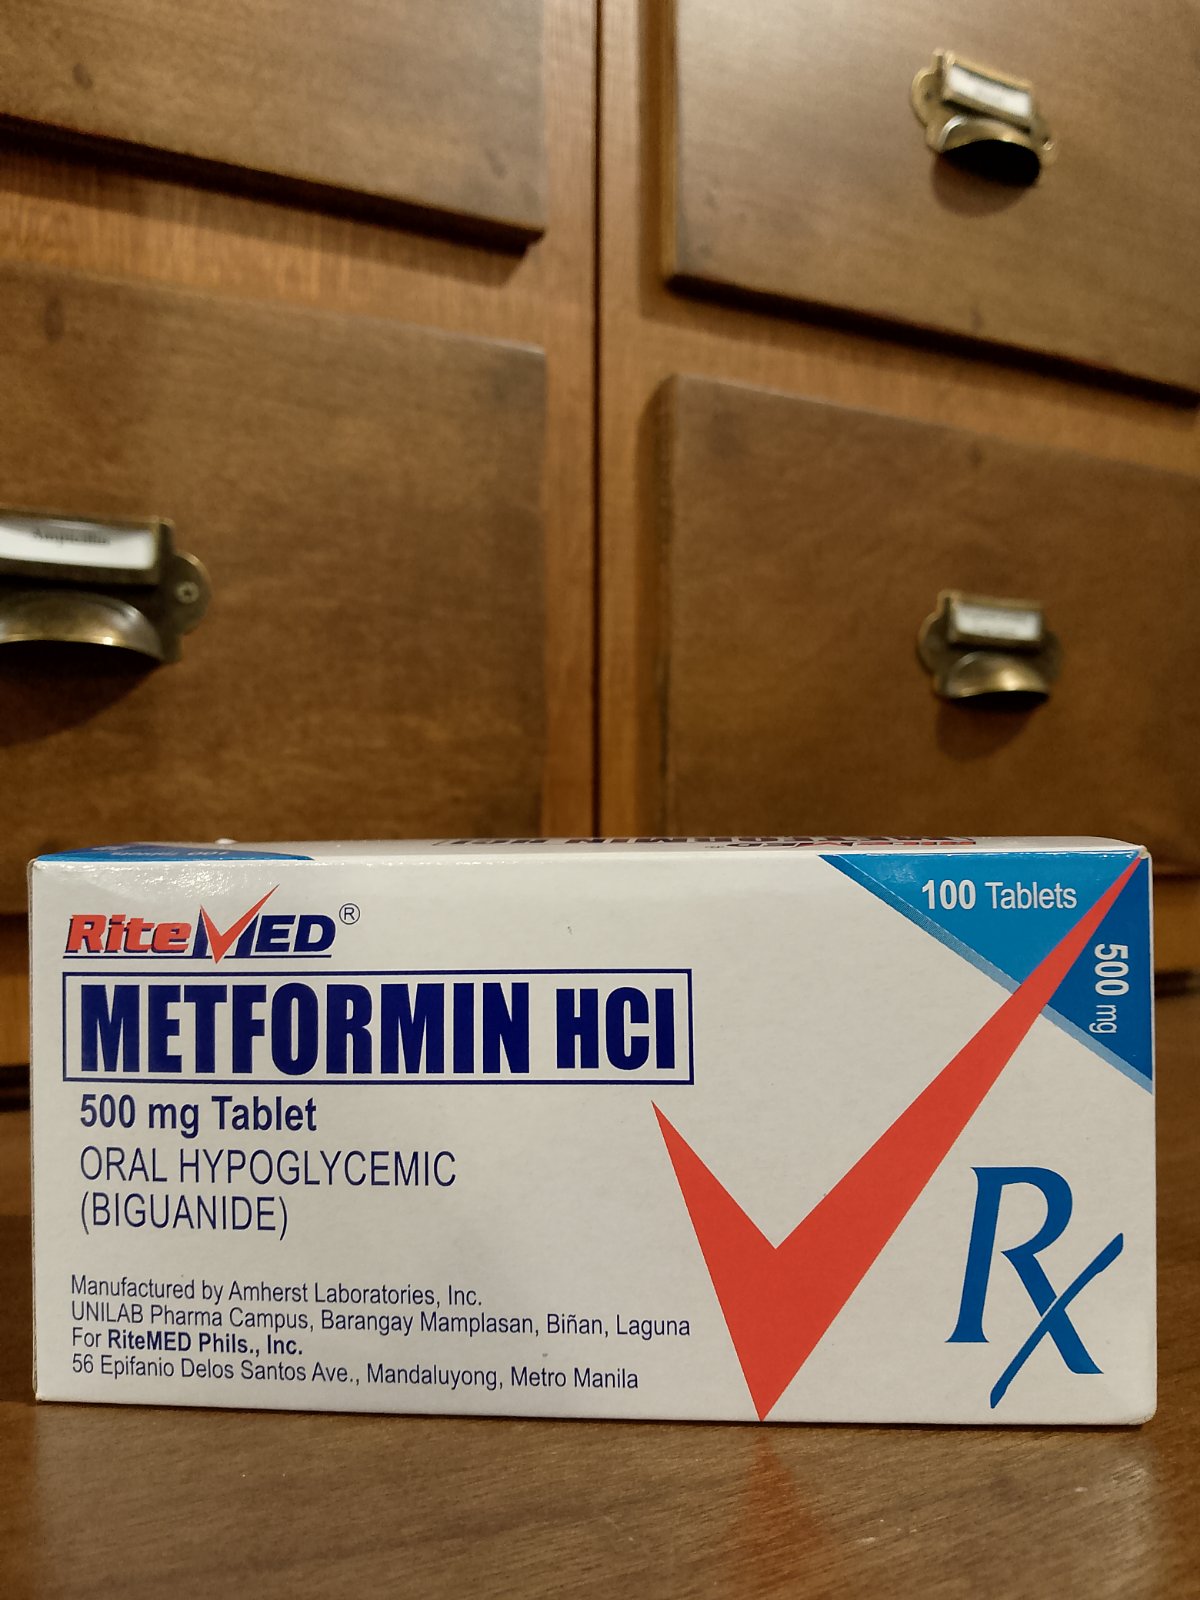 RiteMED®
METFORMIN HCl
500 mg Tablet
ORAL HYPOGLYCEMIC
(BIGUANIDE)
Manufactured by Amherst Laboratories, Inc.
UNILAB Pharma Campus, Barangay Mamplasan, Biñan, Laguna
For RiteMED Phils., Inc.
56 Epifanio Delos Santos Ave., Mandaluyong, Metro Manila
100 Tablets
500 mg
Rx